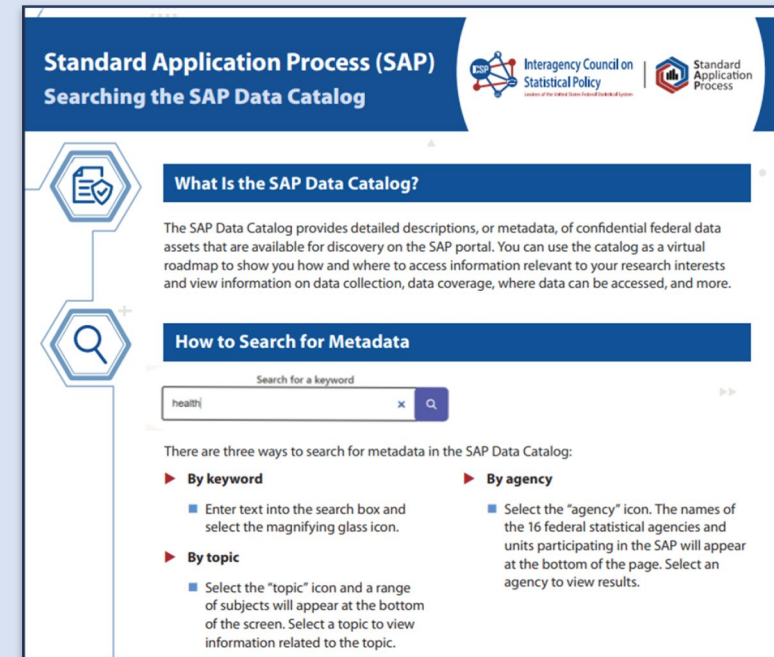 Standard Application Process (SAP)
Searching the SAP Data Catalog
ICSP
Interagency Council on
Statistical Policy
Leaders of the United States Federal Statistical System
Standard
Application
Process
What Is the SAP Data Catalog?
The SAP Data Catalog provides detailed descriptions, or metadata, of confidential federal data
assets that are available for discovery on the SAP portal. You can use the catalog as a virtual
roadmap to show you how and where to access information relevant to your research interests
and view information on data collection, data coverage, where data can be accessed, and more.
How to Search for Metadata
Search for a keyword
health
There are three ways to search for metadata in the SAP Data Catalog:
By keyword
Enter text into the search box and
select the magnifying glass icon.
By topic
Select the “topic” icon and a range
of subjects will appear at the bottom
of the screen. Select a topic to view
information related to the topic.
By agency
Select the “agency” icon. The names of
the 16 federal statistical agencies and
units participating in the SAP will appear
at the bottom of the page. Select an
agency to view results.